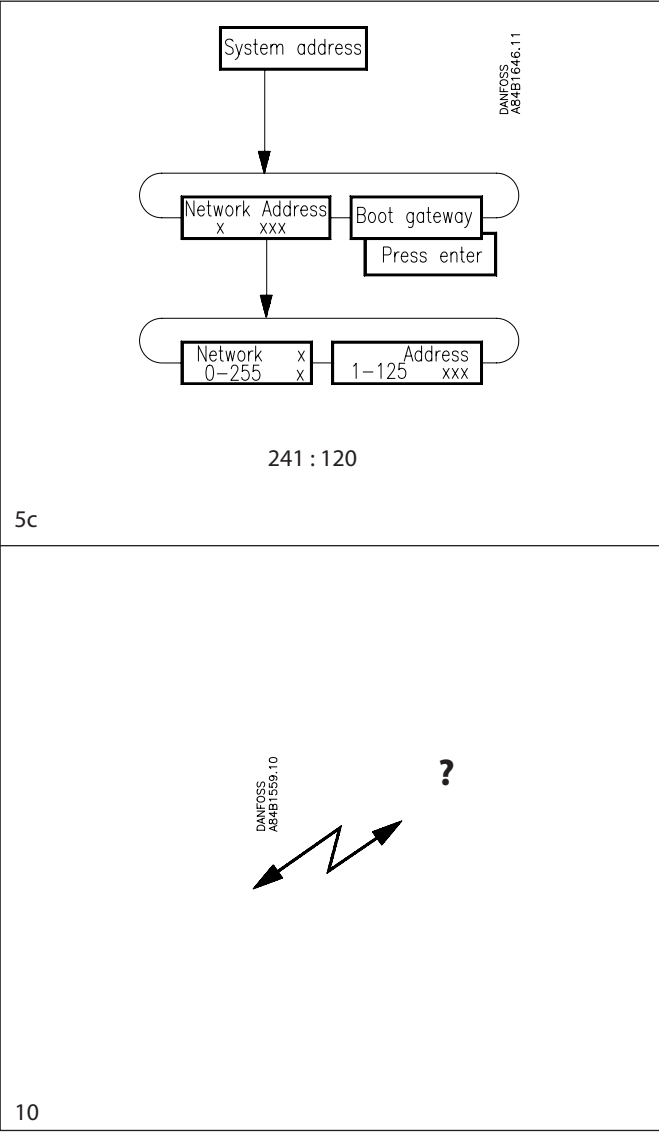 System address
DANFOSS
A84B1646.11
Network Address
x xxx
Boot gateway
Press enter
Network x
0–255 x
Address
1–125 xxx
241 : 120
5c
DANFOSS
A84B1559.10
?
10